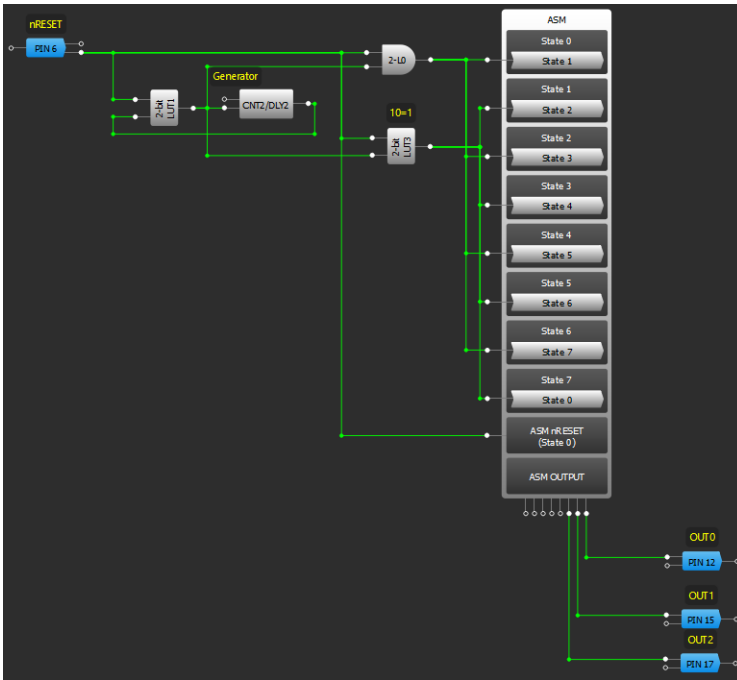 nRESET
PIN 6
Generator
2-bit
LUT1
CNT2/DLY2
2-L0
10=1
2-bit
LUT3
ASM
State 0
State 1
State 1
State 2
State 2
State 3
State 3
State 4
State 4
State 5
State 5
State 6
State 6
State 7
State 7
State 0
ASM nRESET
(State 0)
ASM OUTPUT
OUT0
PIN 12
OUT1
PIN 15
OUT2
PIN 17